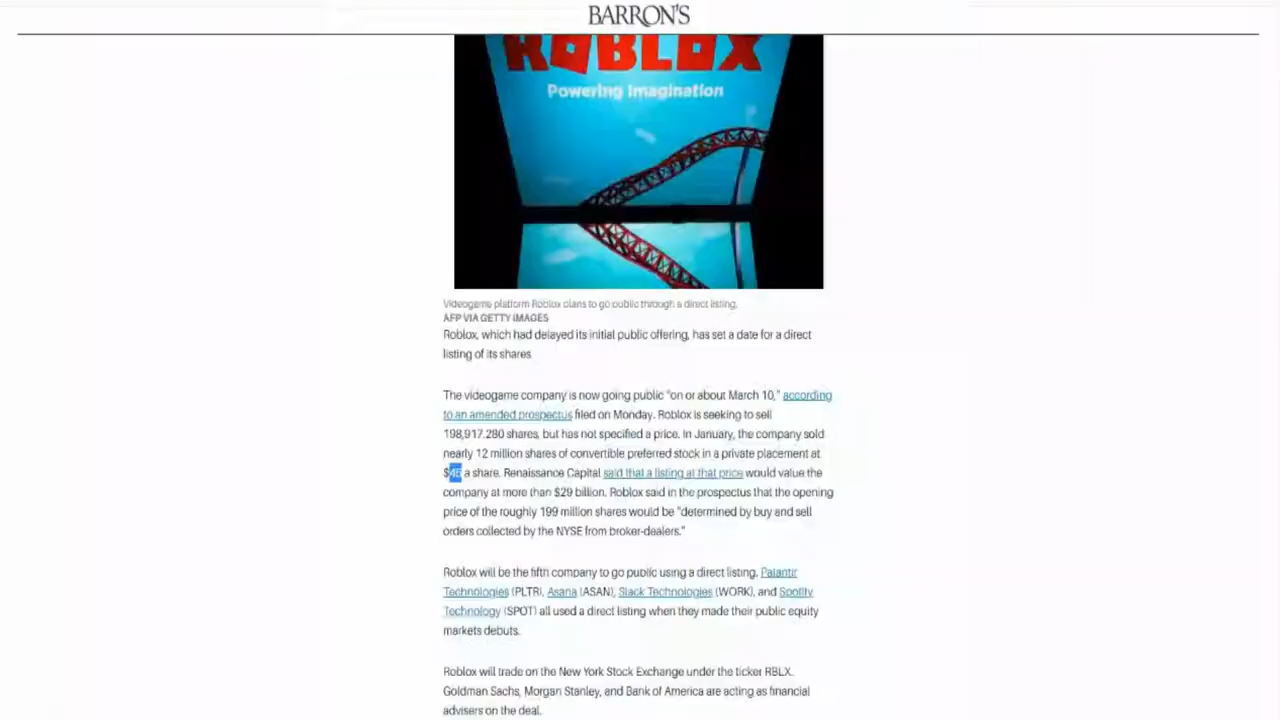 BARRON'S
ROBLOX
Powering Imagination
Videogame platform Roblox plans to go public through a direct listing.
AFP VIA GETTY IMAGES
Roblox, which had delayed its initial public offering, has set a date for a direct
listing of its shares
The videogame company is now going public "on or about March 10," according
to an amended prospectus filed on Monday. Roblox is seeking to sell
198,917,280 shares, but has not specified a price. In January, the company sold
nearly 12 million shares of convertible preferred stock in a private placement at
$45 a share. Renaissance Capital said that a listing at that price would value the
company at more than $29 billion. Roblox said in the prospectus that the opening
price of the roughly 199 million shares would be "determined by buy and sell
orders collected by the NYSE from broker-dealers."
Roblox will be the fifth company to go public using a direct listing. Palantir
Technologies (PLTR), Asana (ASAN), Slack Technologies (WORK), and Spotify
Technology (SPOT) all used a direct listing when they made their public equity
markets debuts.
Roblox will trade on the New York Stock Exchange under the ticker RBLX.
Goldman Sachs, Morgan Stanley, and Bank of America are acting as financial
advisers on the deal.